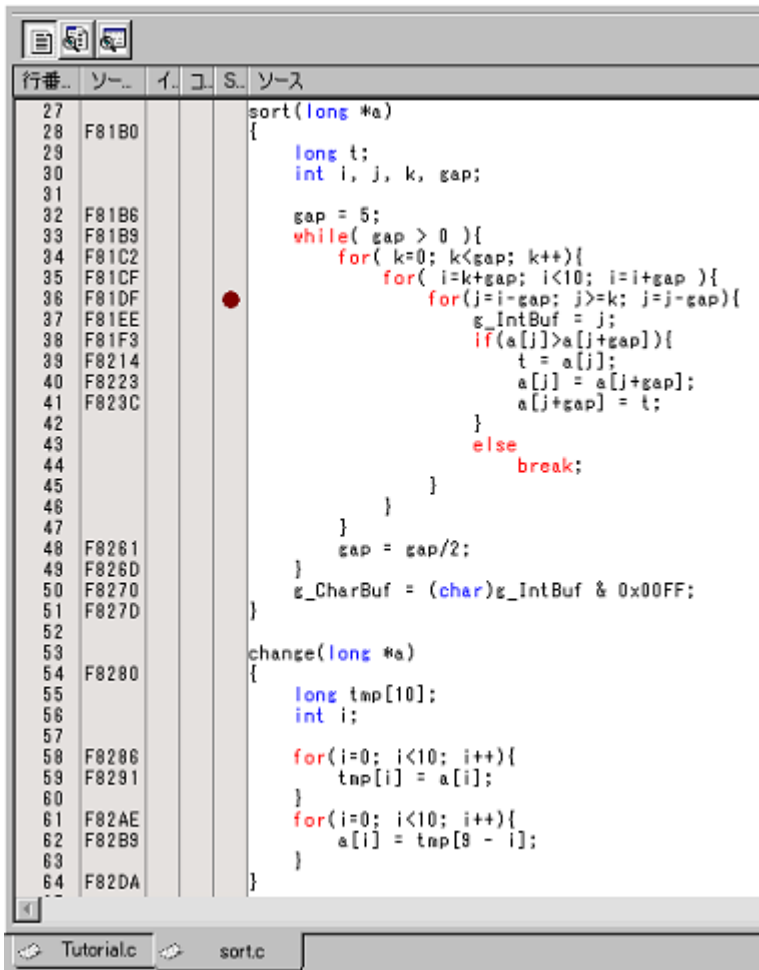 行番... ソー... イ.. コ.. S.. ソース
27 sort(long *a)
28 F81B0 {
29 long t;
30 int i, j, k, gap;
31
32 F81B6 gap = 5;
33 F81B9 while( gap > 0 ){
34 F81C2 for( k=0; k<gap; k++){
35 F81CF for( i=k+gap; i<10; i=i+gap ){
36 F81DF for(j=i-gap; j>=k; j=j-gap){
37 F81EE g_IntBuf = j;
38 F81F3 if(a[j]>a[j+gap]){
39 F8214 t = a[j];
40 F8223 a[j] = a[j+gap];
41 F823C a[j+gap] = t;
42 }
43 else
44 break;
45 }
46 }
47 }
48 F8261 gap = gap/2;
49 F826D }
50 F8270 g_CharBuf = (char)g_IntBuf & 0x00FF;
51 F827D }
52
53 change(long *a)
54 F8280 {
55 long tmp[10];
56 int i;
57
58 F8286 for(i=0; i<10; i++){
59 F8291 tmp[i] = a[i];
60 }
61 F82AE for(i=0; i<10; i++){
62 F82B9 a[i] = tmp[9 - i];
63 }
64 F82DA }
Tutorial.c sort.c